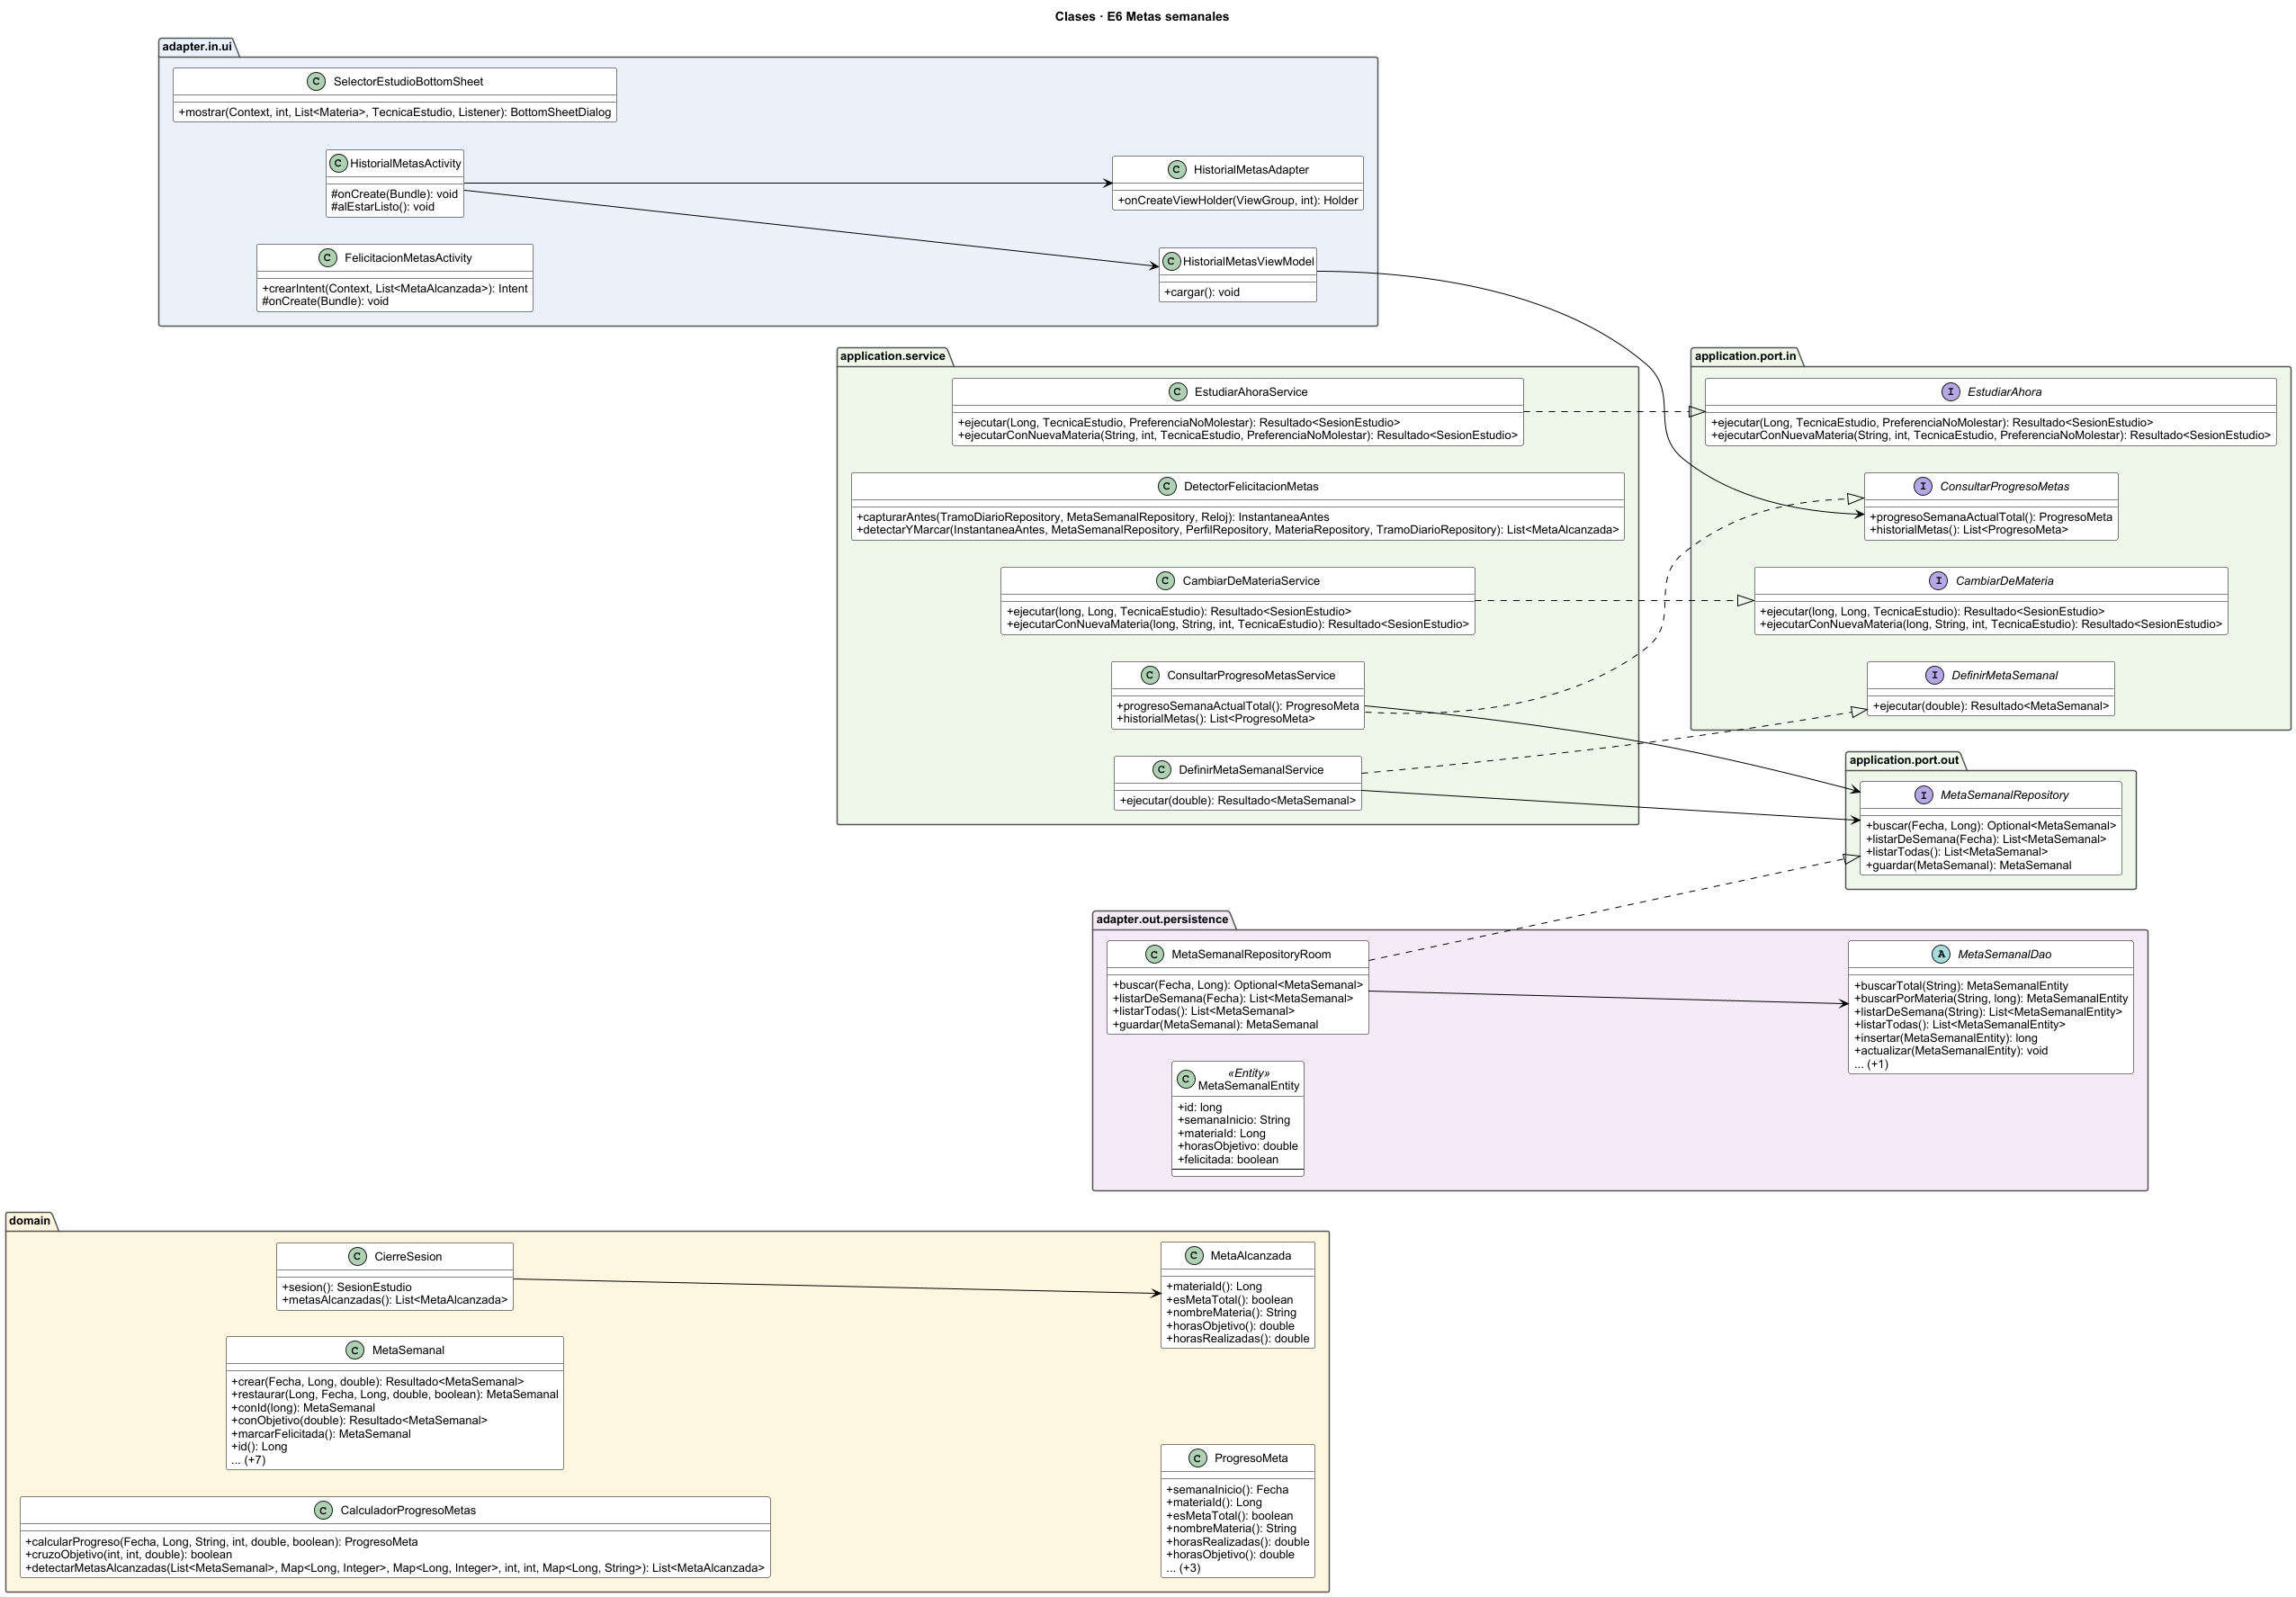 Clases · E6 Metas semanales
adapter.in.ui
C SelectorEstudioBottomSheet
+mostrar(Context, int, List<Materia>, TecnicaEstudio, Listener): BottomSheetDialog
C HistorialMetasActivity
#onCreate(Bundle): void
#alEstarListo(): void
C HistorialMetasAdapter
+onCreateViewHolder(ViewGroup, int): Holder
C FelicitacionMetasActivity
+crearIntent(Context, List<MetaAlcanzada>): Intent
#onCreate(Bundle): void
C HistorialMetasViewModel
+cargar(): void
application.service
C EstudiarAhoraService
+ejecutar(Long, TecnicaEstudio, PreferenciaNoMolestar): Resultado<SesionEstudio>
+ejecutarConNuevaMateria(String, int, TecnicaEstudio, PreferenciaNoMolestar): Resultado<SesionEstudio>
C DetectorFelicitacionMetas
+capturarAntes(TramoDiarioRepository, MetaSemanalRepository, Reloj): InstantaneaAntes
+detectarYMarcar(InstantaneaAntes, MetaSemanalRepository, PerfilRepository, MateriaRepository, TramoDiarioRepository): List<MetaAlcanzada>
C CambiarDeMateriaService
+ejecutar(long, Long, TecnicaEstudio): Resultado<SesionEstudio>
+ejecutarConNuevaMateria(long, String, int, TecnicaEstudio): Resultado<SesionEstudio>
C ConsultarProgresoMetasService
+progresoSemanaActualTotal(): ProgresoMeta
+historialMetas(): List<ProgresoMeta>
C DefinirMetaSemanalService
+ejecutar(double): Resultado<MetaSemanal>
application.port.in
I EstudiarAhora
+ejecutar(Long, TecnicaEstudio, PreferenciaNoMolestar): Resultado<SesionEstudio>
+ejecutarConNuevaMateria(String, int, TecnicaEstudio, PreferenciaNoMolestar): Resultado<SesionEstudio>
I ConsultarProgresoMetas
+progresoSemanaActualTotal(): ProgresoMeta
+historialMetas(): List<ProgresoMeta>
I CambiarDeMateria
+ejecutar(long, Long, TecnicaEstudio): Resultado<SesionEstudio>
+ejecutarConNuevaMateria(long, String, int, TecnicaEstudio): Resultado<SesionEstudio>
I DefinirMetaSemanal
+ejecutar(double): Resultado<MetaSemanal>
application.port.out
I MetaSemanalRepository
+buscar(Fecha, Long): Optional<MetaSemanal>
+listarDeSemana(Fecha): List<MetaSemanal>
+listarTodas(): List<MetaSemanal>
+guardar(MetaSemanal): MetaSemanal
adapter.out.persistence
C MetaSemanalRepositoryRoom
+buscar(Fecha, Long): Optional<MetaSemanal>
+listarDeSemana(Fecha): List<MetaSemanal>
+listarTodas(): List<MetaSemanal>
+guardar(MetaSemanal): MetaSemanal
A MetaSemanalDao
+buscarTotal(String): MetaSemanalEntity
+buscarPorMateria(String, long): MetaSemanalEntity
+listarDeSemana(String): List<MetaSemanalEntity>
+listarTodas(): List<MetaSemanalEntity>
+insertar(MetaSemanalEntity): long
+actualizar(MetaSemanalEntity): void
... (+1)
«Entity»
C MetaSemanalEntity
+id: long
+semanaInicio: String
+materiaId: Long
+horasObjetivo: double
+felicitada: boolean
domain
C CierreSesion
+sesion(): SesionEstudio
+metasAlcanzadas(): List<MetaAlcanzada>
C MetaAlcanzada
+materiaId(): Long
+esMetaTotal(): boolean
+nombreMateria(): String
+horasObjetivo(): double
+horasRealizadas(): double
C MetaSemanal
+crear(Fecha, Long, double): Resultado<MetaSemanal>
+restaurar(Long, Fecha, Long, double, boolean): MetaSemanal
+conId(long): MetaSemanal
+conObjetivo(double): Resultado<MetaSemanal>
+marcarFelicitada(): MetaSemanal
+id(): Long
... (+7)
C ProgresoMeta
+semanaInicio(): Fecha
+materiaId(): Long
+esMetaTotal(): boolean
+nombreMateria(): String
+horasRealizadas(): double
+horasObjetivo(): double
... (+3)
C CalculadorProgresoMetas
+calcularProgreso(Fecha, Long, String, int, double, boolean): ProgresoMeta
+cruzoObjetivo(int, int, double): boolean
+detectarMetasAlcanzadas(List<MetaSemanal>, Map<Long, Integer>, Map<Long, Integer>, int, int, Map<Long, String>): List<MetaAlcanzada>